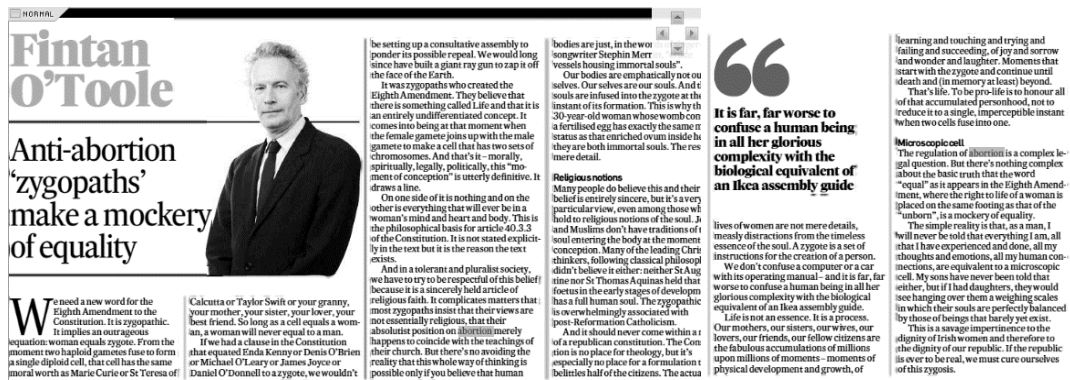 NORMAL
Fintan
O'Toole
Anti-abortion
'zygopaths'
make a mockery
of equality
We need a new word for the
Eighth Amendment to the
Constitution. It is zygopathic.
It implies an outrageous
equation: woman equals zygote. From the
moment two haploid gametes fuse to form
a single diploid cell, that cell has the same
moral worth as Marie Curie or St Teresa of
Calcutta or Taylor Swift or your granny,
your mother, your sister, your lover, your
best friend. So long as a cell equals a wom-
an, a woman will never equal to a man.
If we had a clause in the Constitution
that equated Enda Kenny or Denis O'Brien
or Michael O'Leary or James Joyce or
Daniel O'Donnell to a zygote, we wouldn't
be setting up a consultative assembly to
ponder its possible repeal. We would long
since have built a giant ray gun to zap it off
the face of the Earth.
It was zygopaths who created the
Eighth Amendment. They believe that
there is something called Life and that it is
an entirely undifferentiated concept. It
comes into being at that moment when
the female gamete joins up with the male
gamete to make a cell that has two sets of
chromosomes. And that's it – morally,
spiritually, legally, politically, this "mo-
ment of conception" is utterly definitive. It
draws a line.
On one side of it is nothing and on the
other is everything that will ever be in a
woman's mind and heart and body. This is
the philosophical basis for article 40.3.3
of the Constitution. It is not stated explicit-
ly in the text but it is the reason the text
exists.
And in a tolerant and pluralist society,
we have to try to be respectful of this belief
because it is a sincerely held article of
religious faith. It complicates matters that
most zygopaths insist that their views are
not essentially religious, that their
absolutist position on abortion merely
happens to coincide with the teachings of
their church. But there's no avoiding the
reality that this whole way of thinking is
possible only if you believe that human
bodies are just, in the
songwriter Stephin Merr
"vessels housing immortal souls".
Our bodies are emphatically not ou
selves. Our selves are our souls. And t
souls are infused into the zygote at the
instant of its formation. This is why th
30-year-old woman whose womb con
a fertilised egg has exactly the same m
status as that enriched ovum inside h
they are both immortal souls. The res
mere detail.
Religious notions
Many people do believe this and their
belief is entirely sincere, but it's a very
particular view, even among those wh
hold to religious notions of the soul. Je
and Muslims don't have traditions of t
soul entering the body at the moment
conception. Many of the leading Chris
thinkers, following classical philosoph
didn't believe it either: neither St Aug
tine nor St Thomas Aquinas held that
foetus in the early stages of developm
has a full human soul. The zygopathic
is overwhelmingly associated with
post-Reformation Catholicism.
And it should never come within a r
of a republican constitution. The Cons
tion is no place for theology, but it's
especially no place for a formulation t
belittles half of the citizens. The actua
“
It is far, far worse to
confuse a human being
in all her glorious
complexity with the
biological equivalent of
an Ikea assembly guide
lives of women are not mere details,
measly distractions from the timeless
essence of the soul. A zygote is a set of
instructions for the creation of a person.
We don't confuse a computer or a car
with its operating manual – and it is far, far
worse to confuse a human being in all her
glorious complexity with the biological
equivalent of an Ikea assembly guide.
Life is not an essence. It is a process.
Our mothers, our sisters, our wives, our
lovers, our friends, our fellow citizens are
the fabulous accumulations of millions
upon millions of moments – moments of
physical development and growth, of
learning and touching and trying and
failing and succeeding, of joy and sorrow
and wonder and laughter. Moments that
start with the zygote and continue until
death and (in memory at least) beyond.
That's life. To be pro-life is to honour all
of that accumulated personhood, not to
reduce it to a single, imperceptible instant
when two cells fuse into one.
Microscopic cell
The regulation of abortion is a complex le-
gal question. But there's nothing complex
about the basic truth that the word
"equal" as it appears in the Eighth Amend-
ment, where the right to life of a woman is
placed on the same footing as that of the
"unborn", is a mockery of equality.
The simple reality is that, as a man, I
will never be told that everything I am, all
that I have experienced and done, all my
thoughts and emotions, all my human con-
nections, are equivalent to a microscopic
cell. My sons have never been told that
either, but if I had daughters, they would
see hanging over them a weighing scales
in which their souls are perfectly balanced
by those of beings that barely yet exist.
This is a savage impertinence to the
dignity of Irish women and therefore to
the dignity of our republic. If the republic
is ever to be real, we must cure ourselves
of this zygosis.